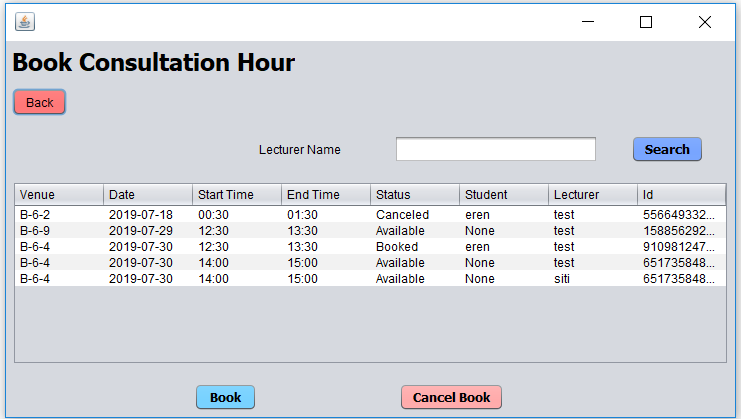 Book Consultation Hour
Back
Lecturer Name Search
Venue Date Start Time End Time Status Student Lecturer Id
B-6-2 2019-07-18 00:30 01:30 Canceled eren test 556649332...
B-6-9 2019-07-29 12:30 13:30 Available None test 158856292...
B-6-4 2019-07-30 12:30 13:30 Booked eren test 910981247...
B-6-4 2019-07-30 14:00 15:00 Available None test 651735848...
B-6-4 2019-07-30 14:00 15:00 Available None siti 651735848...
Book Cancel Book